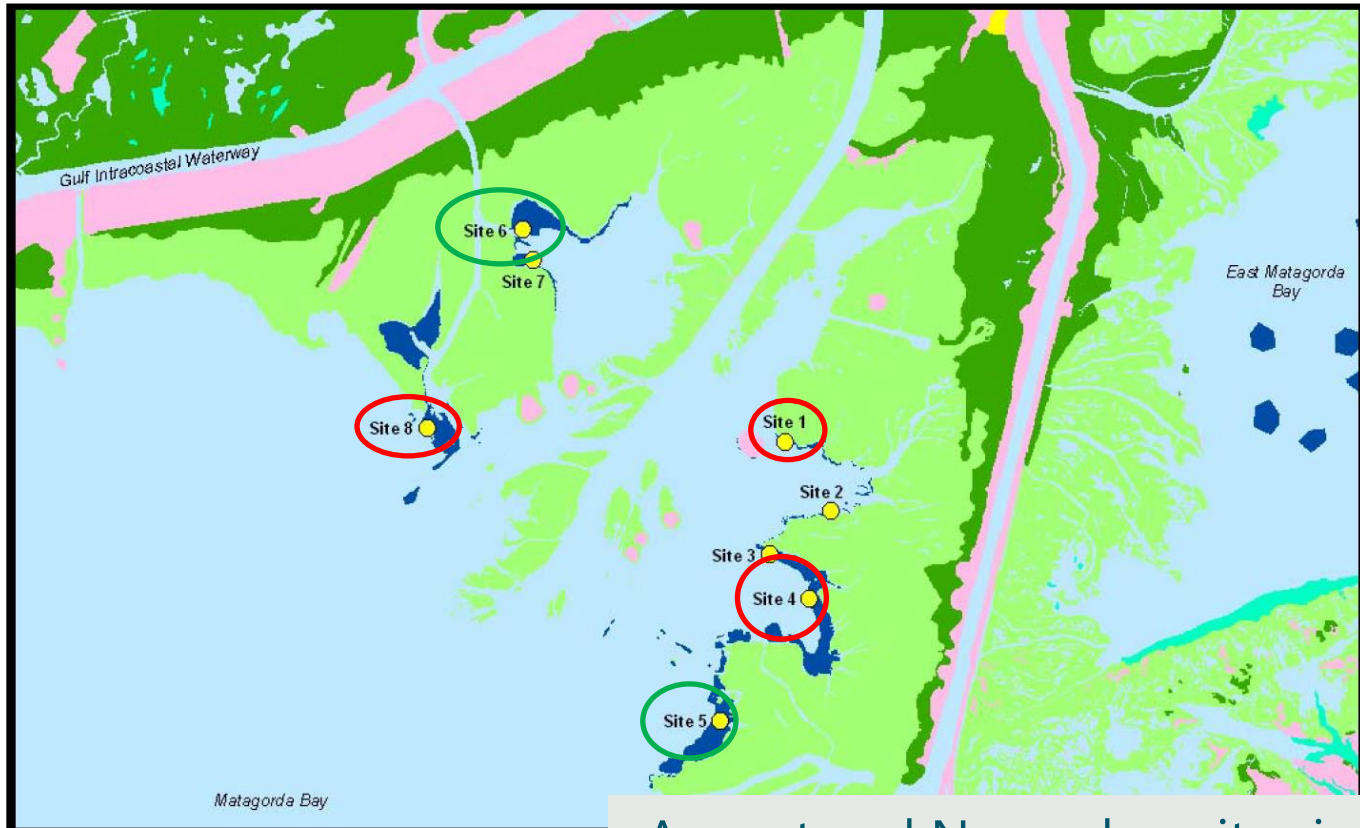 Gulf Intracoastal Waterway
Site 6
Site 7
East Matagorda
Bay
Site 8
Site 1
Site 2
Site 3
Site 4
Site 5
Matagorda Bay